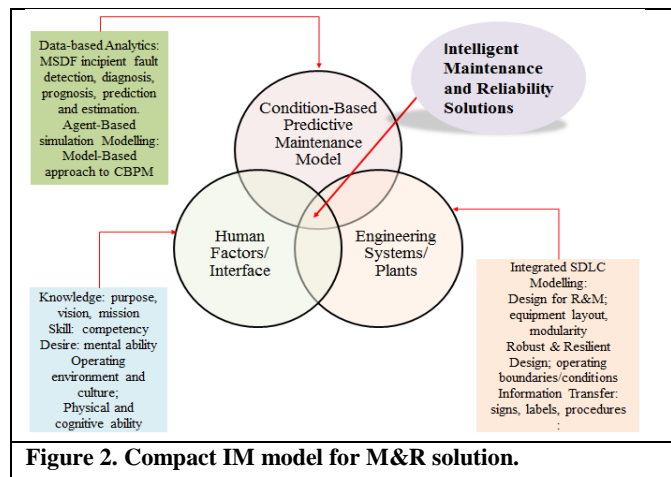 Data-based Analytics:
MSDF incipient fault
detection, diagnosis,
prognosis, prediction
and estimation.
Agent-Based
simulation Modelling:
Model-Based
approach to CBPM
Intelligent
Maintenance
and Reliability
Solutions
Condition-Based
Predictive
Maintenance
Model
Human
Factors/
Interface
Engineering
Systems/
Plants
Knowledge: purpose,
vision, mission
Skill: competency
Desire: mental ability
Operating
environment and
culture;
Physical and
cognitive ability
Integrated SDLC
Modelling:
Design for R&M;
equipment layout,
modularity
Robust & Resilient
Design; operating
boundaries/conditions
Information Transfer:
signs, labels, procedures
:
Figure 2. Compact IM model for M&R solution.